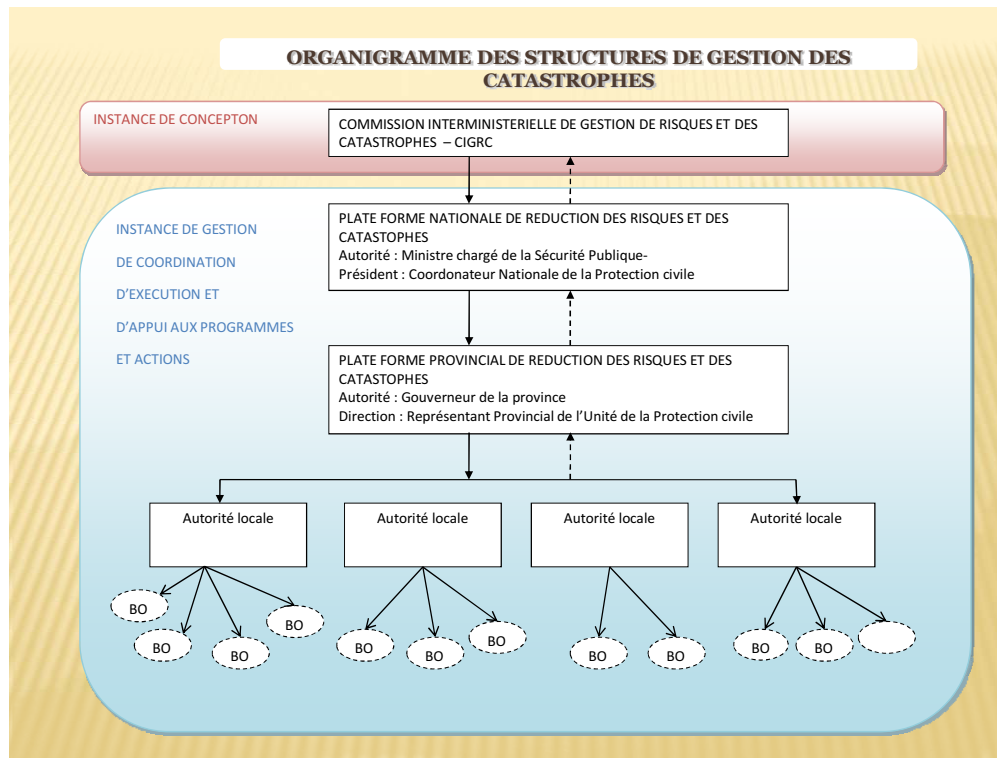 ORGANIGRAMME DES STRUCTURES DE GESTION DES
CATASTROPHES
INSTANCE DE CONCEPTON
COMMISSION INTERMINISTERIELLE DE GESTION DE RISQUES ET DES
CATASTROPHES – CIGRC
INSTANCE DE GESTION
DE COORDINATION
D'EXECUTION ET
D'APPUI AUX PROGRAMMES
ET ACTIONS
PLATE FORME NATIONALE DE REDUCTION DES RISQUES ET DES
CATASTOPHES
Autorité : Ministre chargé de la Sécurité Publique-
Président : Coordonateur Nationale de la Protection civile
PLATE FORME PROVINCIAL DE REDUCTION DES RISQUES ET DES
CATASTOPHES
Autorité : Gouverneur de la province
Direction : Représentant Provincial de l'Unité de la Protection civile
Autorité locale
Autorité locale
Autorité locale
Autorité locale
BO
BO
BO
BO
BO
BO
BO
BO
BO
BO
BO